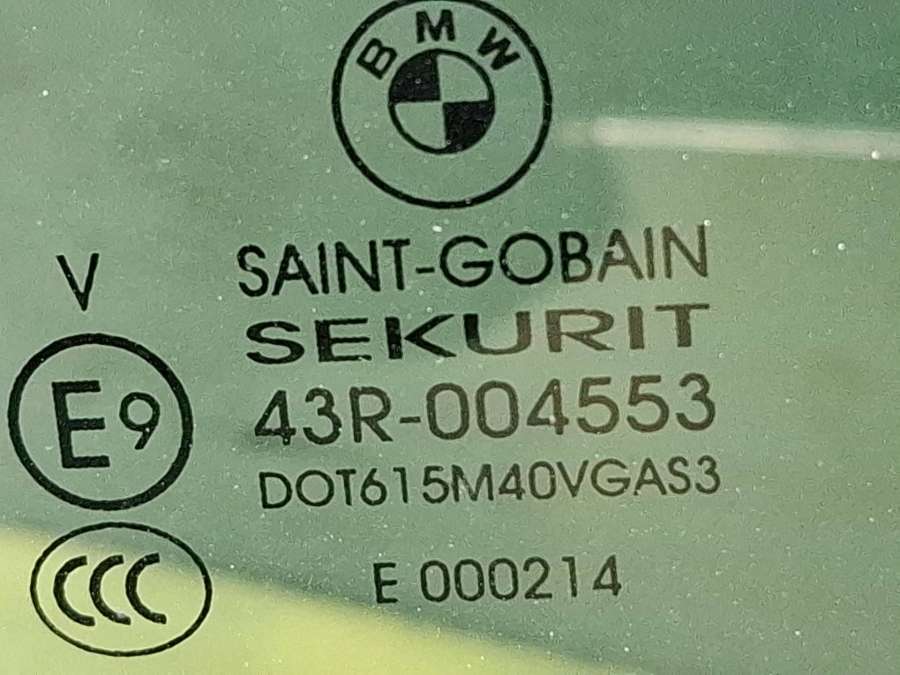 BMW
SAINT-GOBAIN
SEKURIT
V
43R-004553
E9
DOT615M40VGAS3
E 000214
CCC